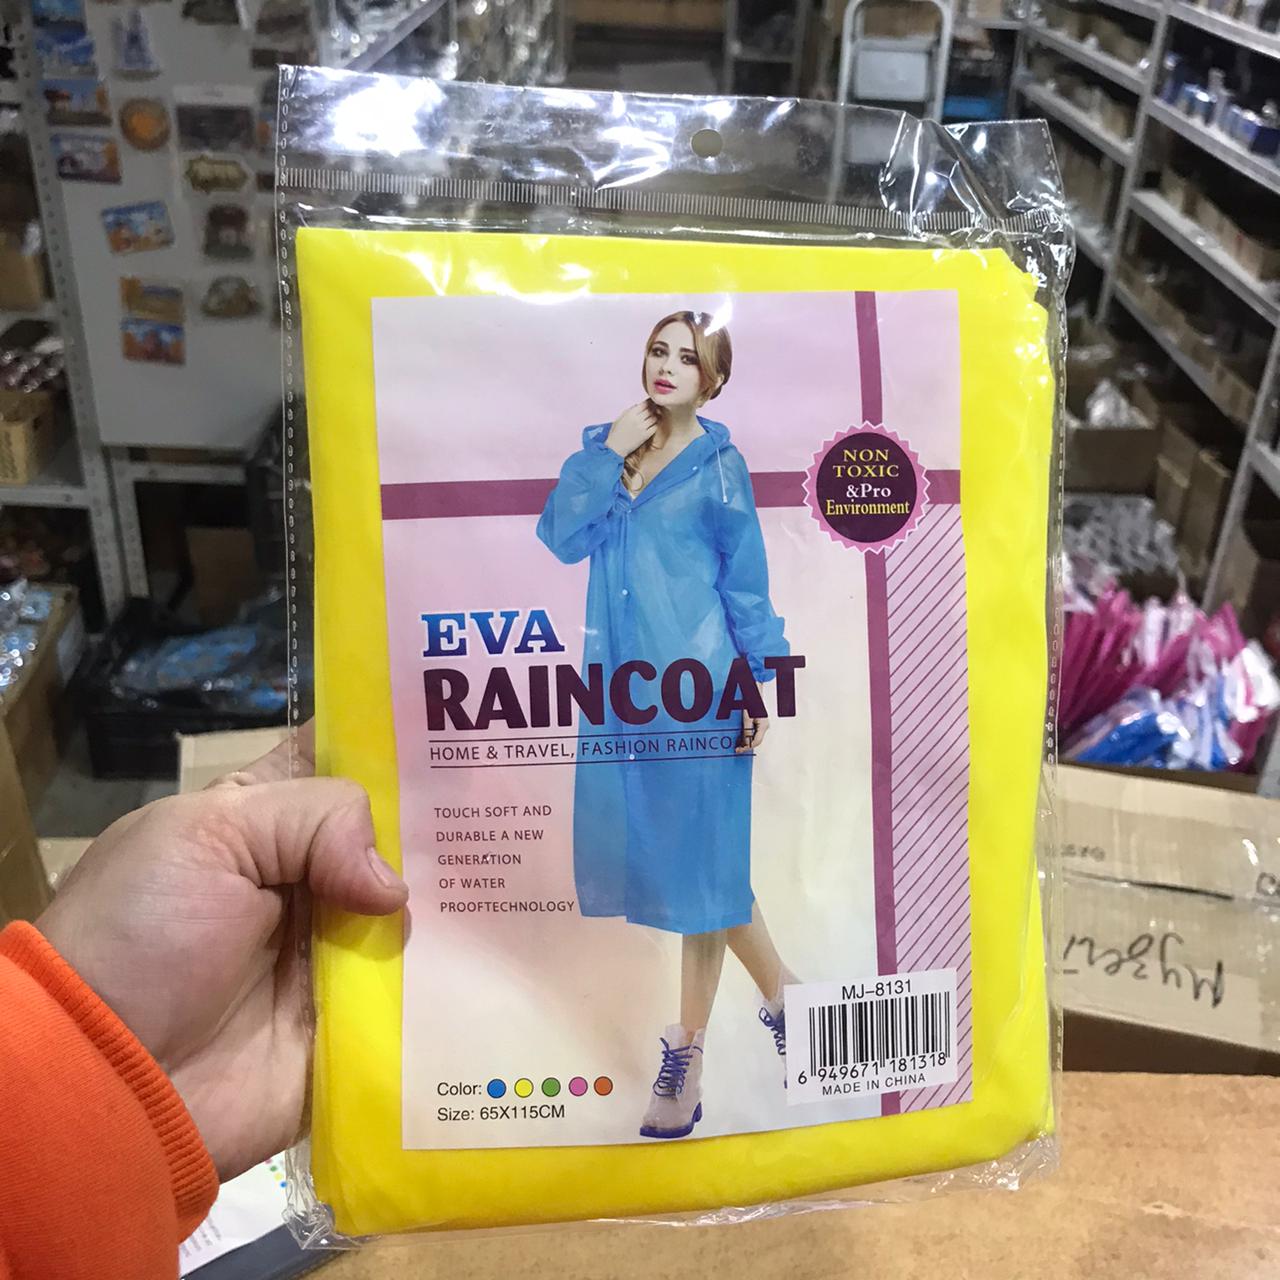 NON
TOXIC
&Pro
Environment
EVA
RAINCOAT
HOME & TRAVEL, FASHION RAINCOAT
TOUCH SOFT AND
DURABLE A NEW
GENERATION
OF WATER
PROOFTECHNOLOGY
MJ-8131
6 949671 181318
MADE IN CHINA
Color:
Size: 65X115CM
Музей